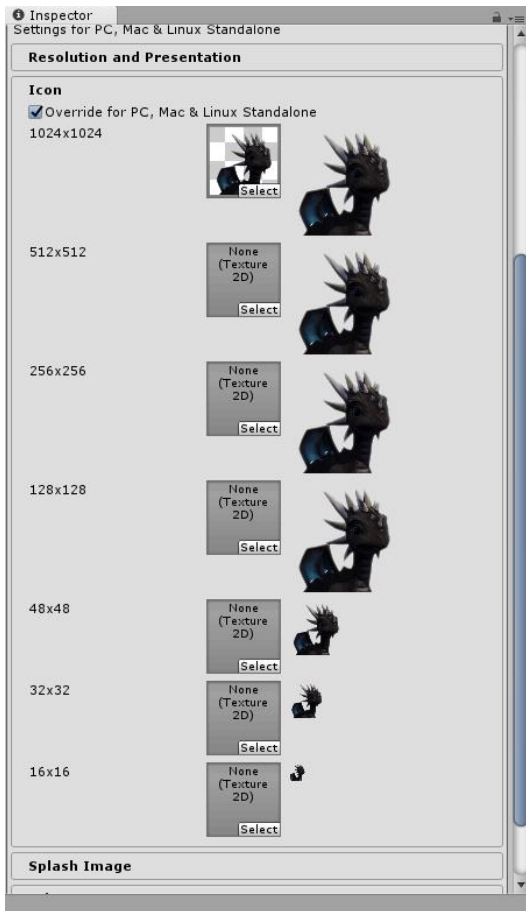 Inspector
Settings for PC, Mac & Linux Standalone
Resolution and Presentation
Icon
Override for PC, Mac & Linux Standalone
1024x1024
Select
512x512
None
(Texture
2D)
Select
256x256
None
(Texture
2D)
Select
128x128
None
(Texture
2D)
Select
48x48
None
(Texture
2D)
Select
32x32
None
(Texture
2D)
Select
16x16
None
(Texture
2D)
Select
Splash Image